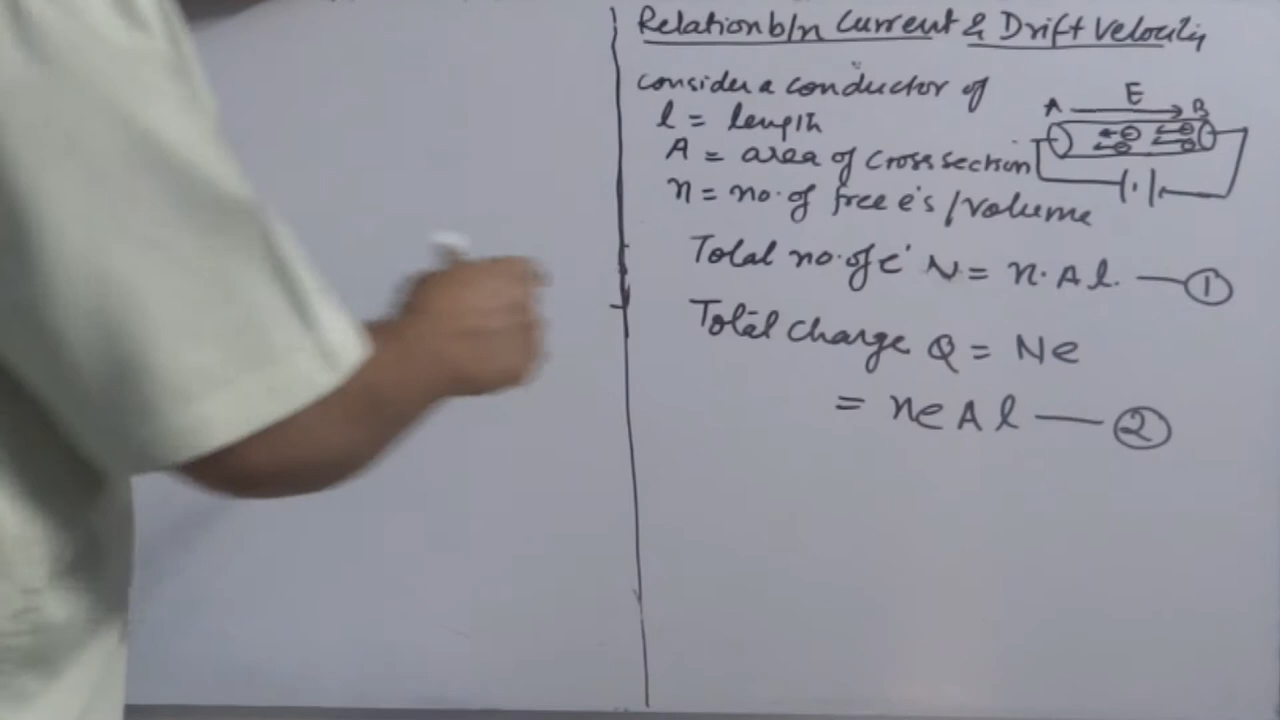 Relation b/n Current & Drift Velocity
Consider a conductor of
l = length
A = area of cross section
n = no. of free e's / volume
A E B
Total no. of e' N = n. A l. — ①
Total charge Q = Ne
= neAl — ②